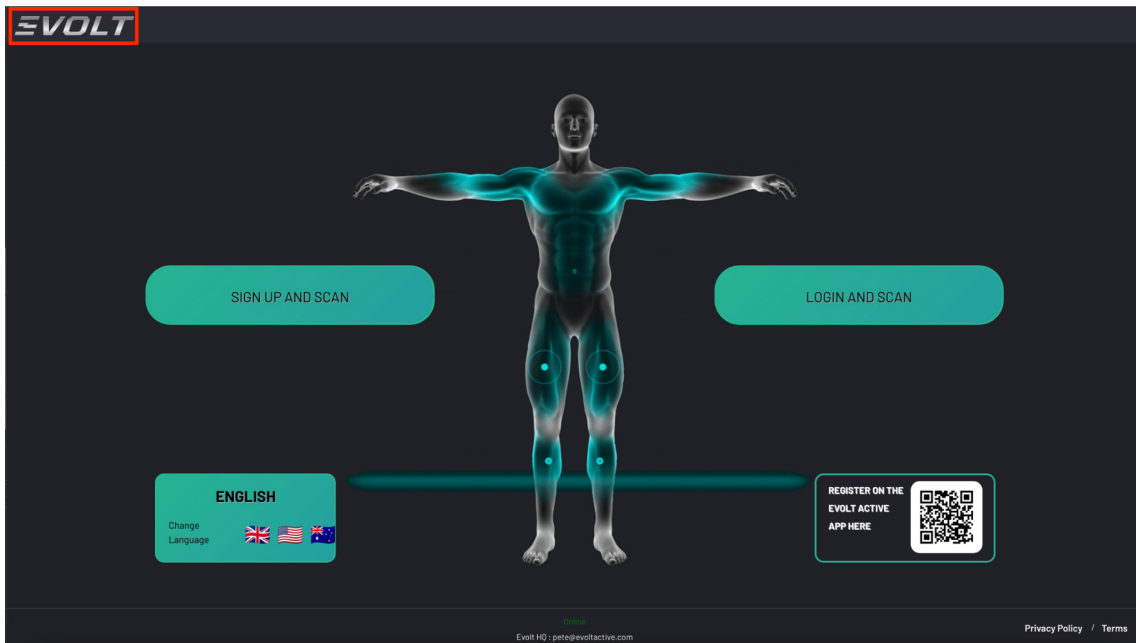 EVOLT
SIGN UP AND SCAN
LOGIN AND SCAN
ENGLISH
Change
Language
REGISTER ON THE
EVOLT ACTIVE
APP HERE
Online
Evolt HQ : pete@evoltactive.com
Privacy Policy / Terms